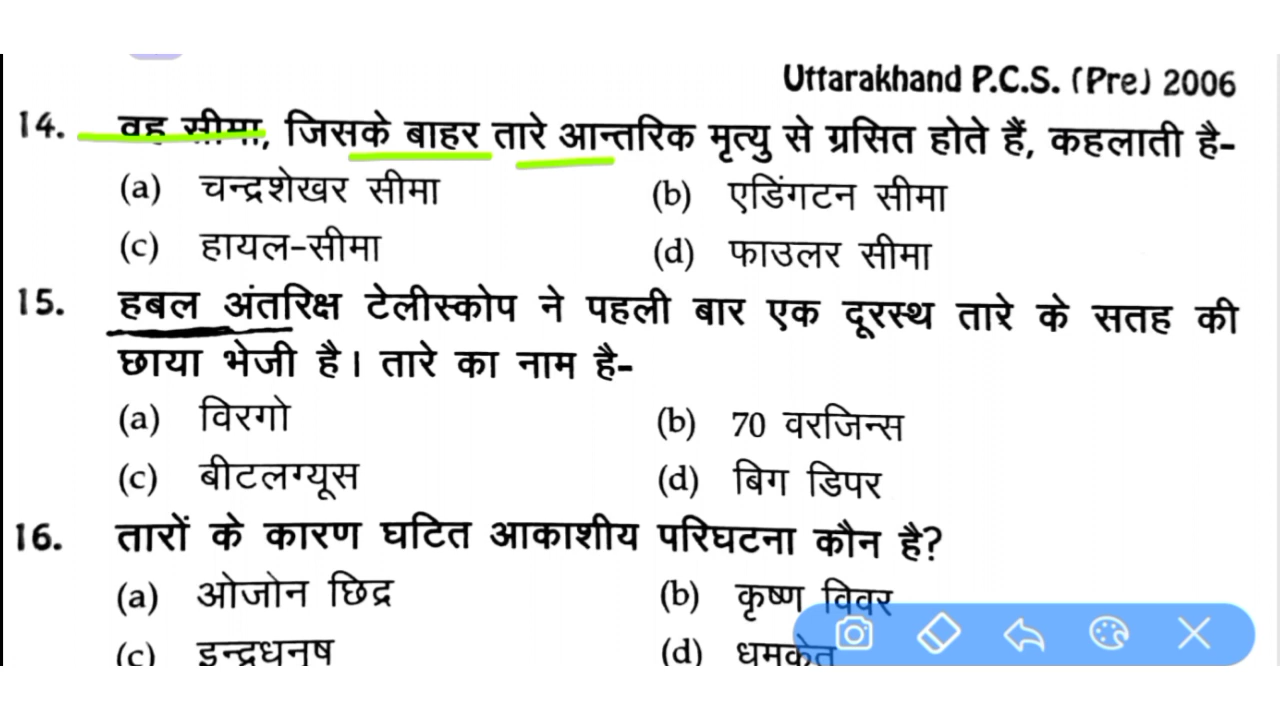 Uttarakhand P.C.S. (Pre) 2006
14. वह सीमा, जिसके बाहर तारे आन्तरिक मृत्यु से ग्रसित होते हैं, कहलाती है-
(a) चन्द्रशेखर सीमा (b) एडिंगटन सीमा
(c) हायल-सीमा (d) फाउलर सीमा
15. हबल अंतरिक्ष टेलीस्कोप ने पहली बार एक दूरस्थ तारे के सतह की
छाया भेजी है। तारे का नाम है-
(a) विरगो (b) 70 वरजिन्स
(c) बीटलग्यूस (d) बिग डिपर
16. तारों के कारण घटित आकाशीय परिघटना कौन है?
(a) ओजोन छिद्र (b) कृष्ण विवर
(c) इन्द्रधनुष (d) धूमकेतु